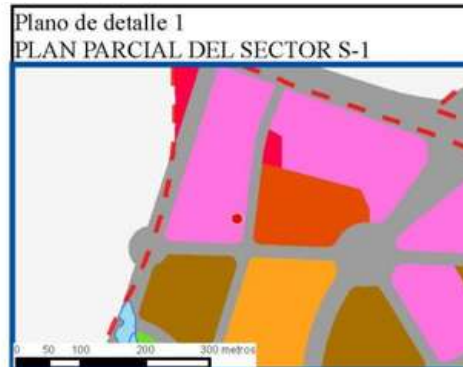 Plano de detalle 1
PLAN PARCIAL DEL SECTOR S-1
0 50 100 200 300 metros